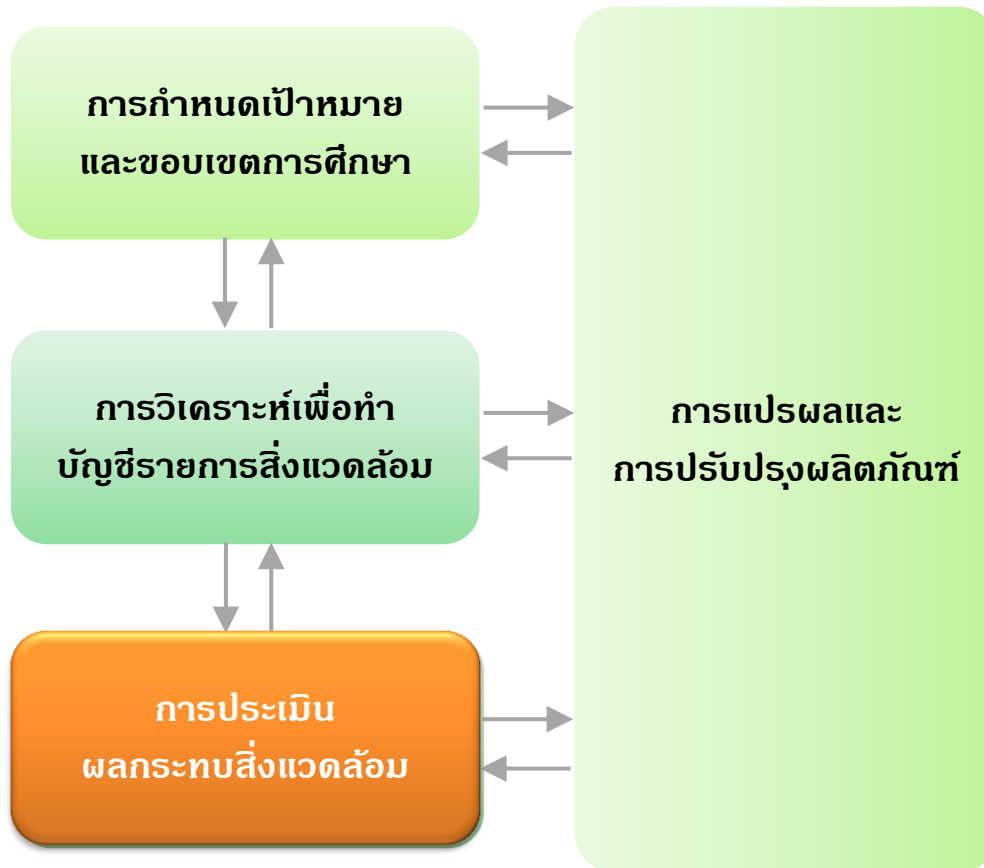 การกำหนดเป้าหมาย
และขอบเขตการศึกษา
การวิเคราะห์เพื่อทำ
บัญชีรายการสิ่งแวดล้อม
การแปรผลและ
การปรับปรุงผลิตภัณฑ์
การประเมิน
ผลกระทบสิ่งแวดล้อม